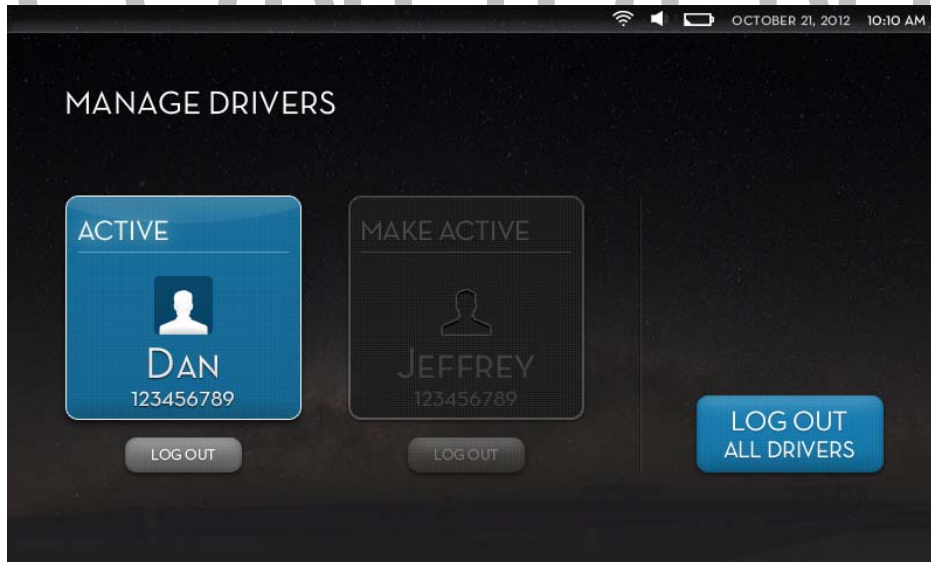 OCTOBER 21, 2012 10:10 AM
MANAGE DRIVERS
ACTIVE
DAN
123456789
LOG OUT
MAKE ACTIVE
JEFFREY
123456789
LOG OUT
LOG OUT
ALL DRIVERS